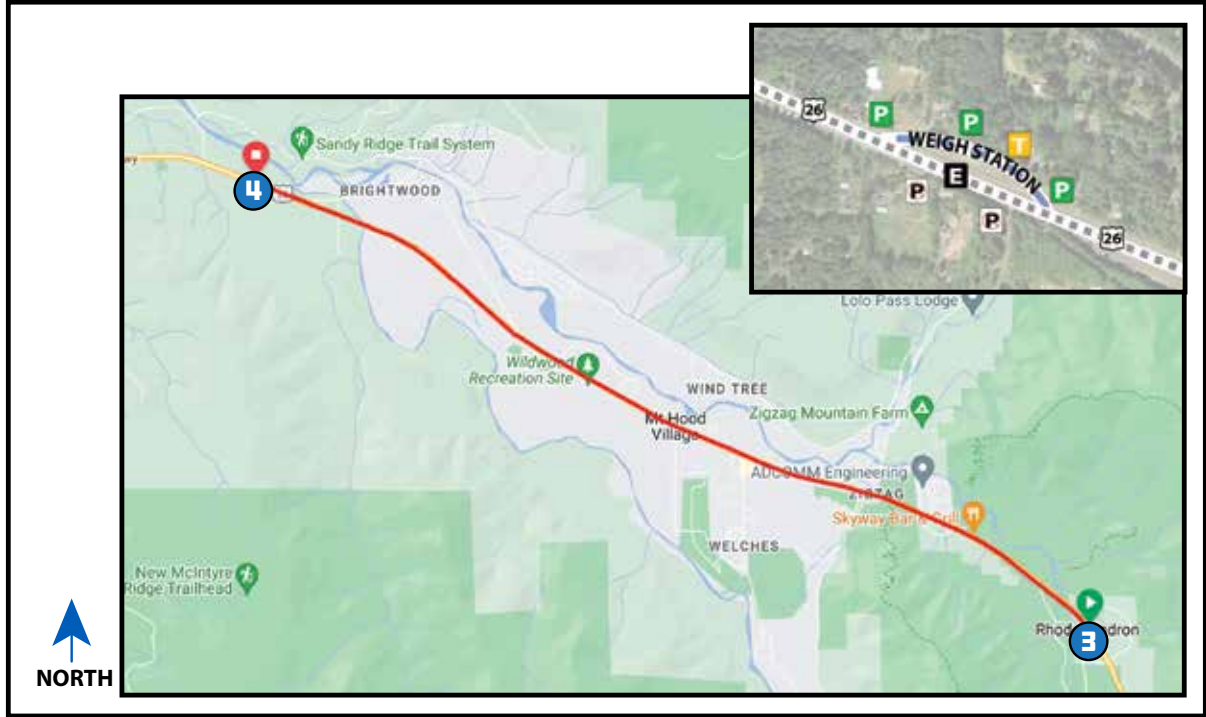 26
P
P
WEIGH STATION
T
E
P
P
P
26
Sandy Ridge Trail System
wy
4
BRIGHTWOOD
Lolo Pass Lodge
Wildwood
Recreation Site
WIND TREE
Mt Hood
Village
Zigzag Mountain Farm
ADCOMM Engineering
ZIGZAG
Skyway Bar & Grill
WELCHES
New McIntyre
Ridge Trailhead
Rhododendron
3
NORTH